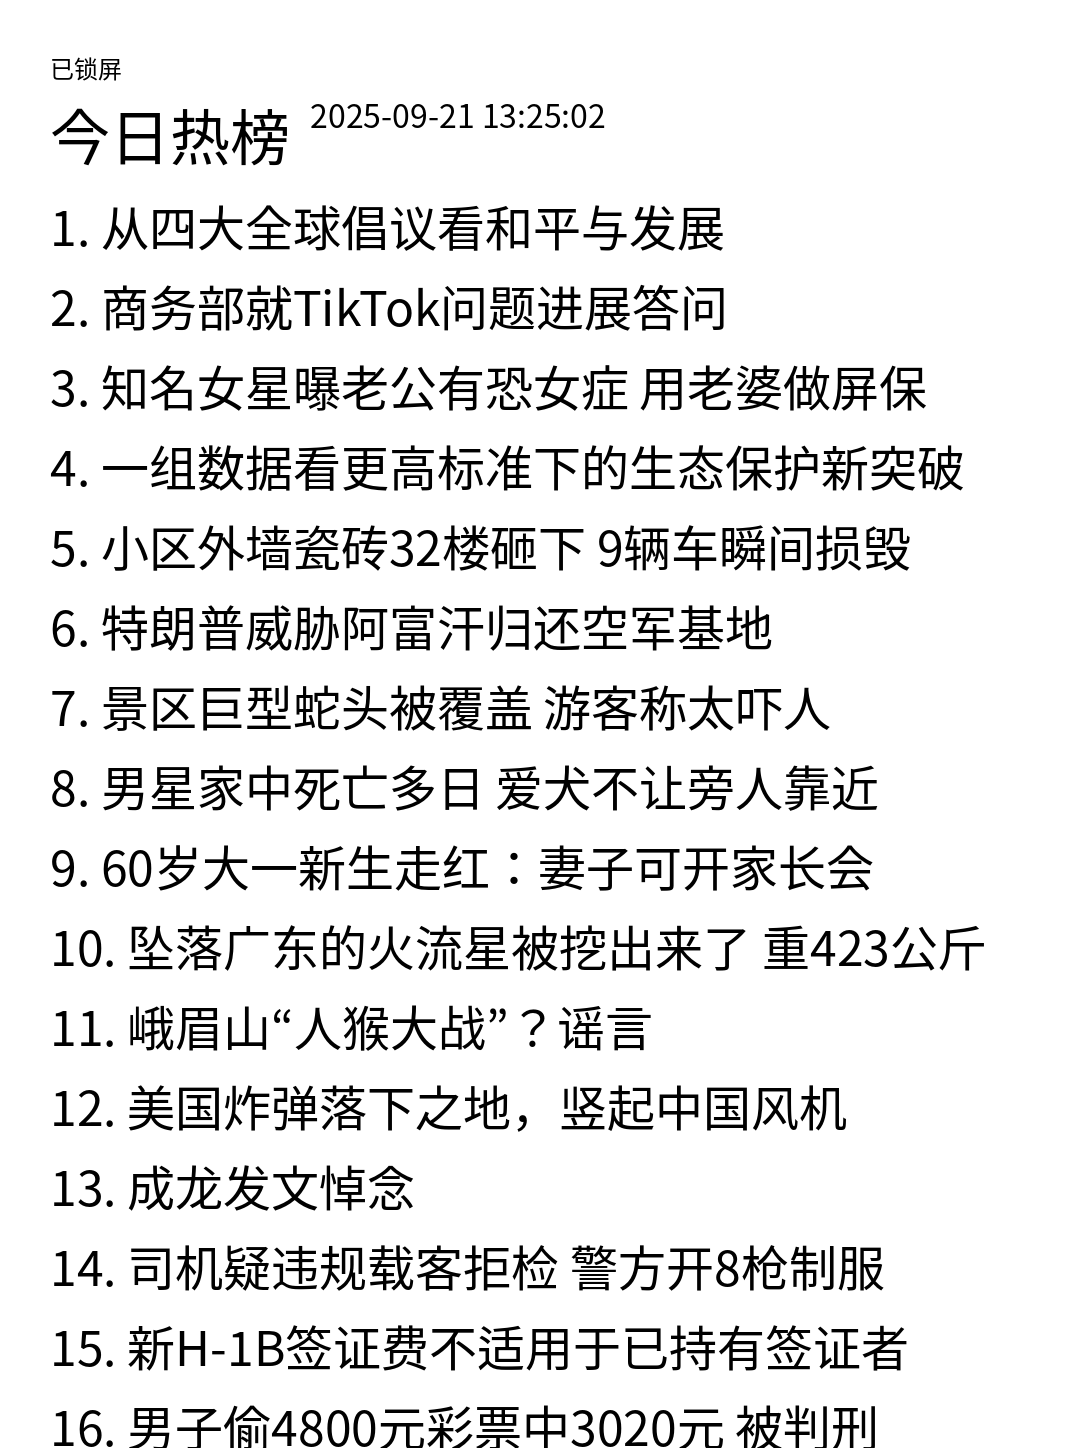 已锁屏
今日热榜 2025-09-21 13:25:02
1. 从四大全球倡议看和平与发展
2. 商务部就TikTok问题进展答问
3. 知名女星曝老公有恐女症 用老婆做屏保
4. 一组数据看更高标准下的生态保护新突破
5. 小区外墙瓷砖32楼砸下 9辆车瞬间损毁
6. 特朗普威胁阿富汗归还空军基地
7. 景区巨型蛇头被覆盖 游客称太吓人
8. 男星家中死亡多日 爱犬不让旁人靠近
9. 60岁大一新生走红：妻子可开家长会
10. 坠落广东的火流星被挖出来了 重423公斤
11. 峨眉山“人猴大战”？谣言
12. 美国炸弹落下之地，竖起中国风机
13. 成龙发文悼念
14. 司机疑违规载客拒检 警方开8枪制服
15. 新H-1B签证费不适用于已持有签证者
16. 男子偷4800元彩票中3020元 被判刑